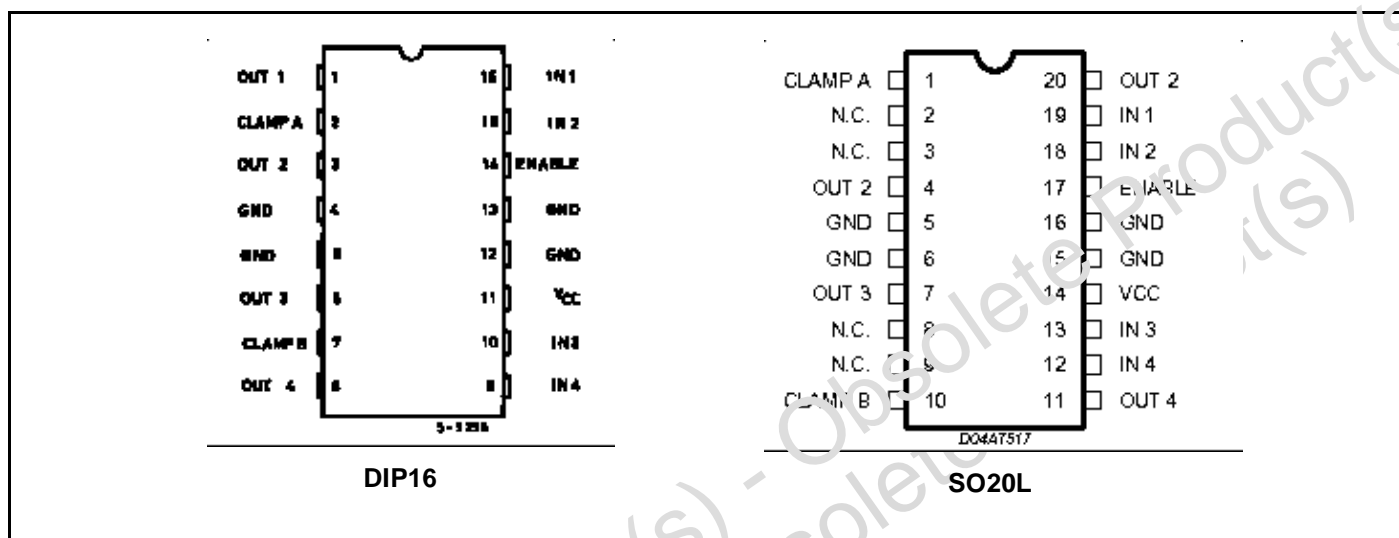 OUT 1 1 16 IN 1
CLAMP A 2 15 IN 2
OUT 2 3 14 ENABLE
GND 4 13 GND
GND 12 GND
OUT 3 6 11 VCC
CLAMP B 7 10 IN 3
OUT 4 8 IN 4
DIP16
CLAMP A 1 20 OUT 2
N.C. 2 19 IN 1
N.C. 3 18 IN 2
OUT 2 4 17 ENABLE
GND 5 16 GND
GND 6 15 GND
OUT 3 7 14 VCC
N.C. 8 13 IN 3
N.C. 9 12 IN 4
CLAMP B 10 11 OUT 4
D04AT517
SO20L
(s) - Obsolete Product(s)